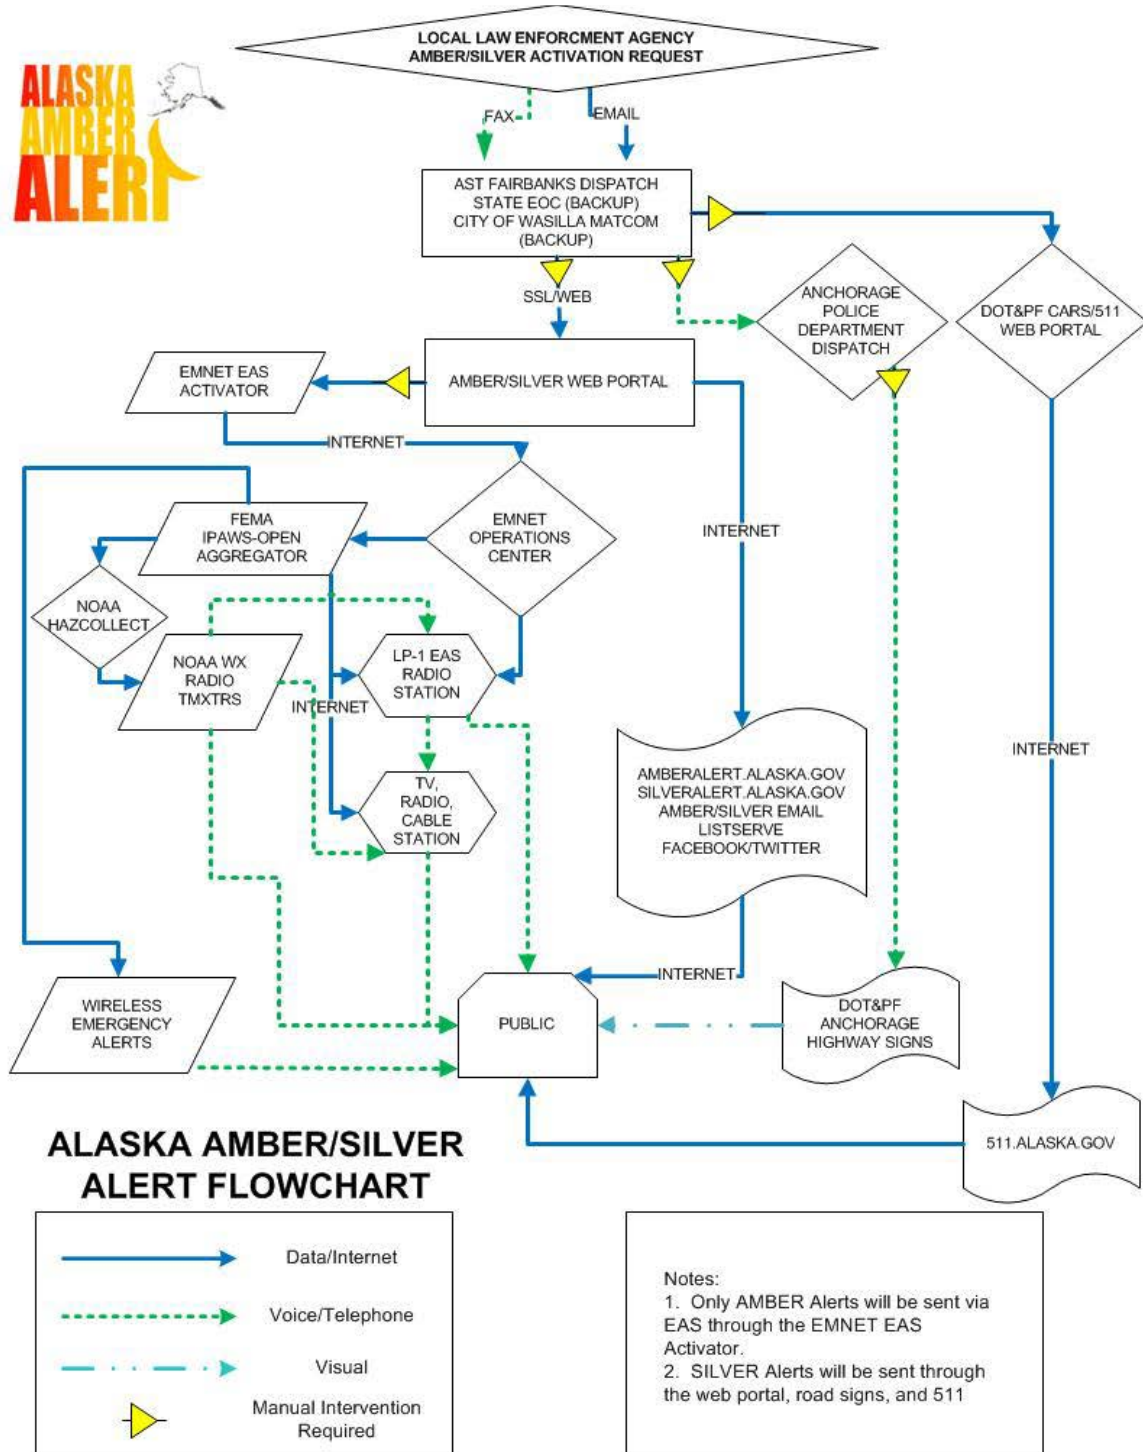 LOCAL LAW ENFORCMENT AGENCY
AMBER/SILVER ACTIVATION REQUEST
ALASKA
AMBER
ALERT
FAX
EMAIL
AST FAIRBANKS DISPATCH
STATE EOC (BACKUP)
CITY OF WASILLA MATCOM
(BACKUP)
SSL/WEB
ANCHORAGE
POLICE
DEPARTMENT
DISPATCH
DOT&PF CARS/511
WEB PORTAL
EMNET EAS
ACTIVATOR
AMBER/SILVER WEB PORTAL
INTERNET
FEMA
IPAWS-OPEN
AGGREGATOR
EMNET
OPERATIONS
CENTER
INTERNET
NOAA
HAZCOLLECT
NOAA WX
RADIO
TMXTRS
LP-1 EAS
RADIO
STATION
INTERNET
INTERNET
TV,
RADIO,
CABLE
STATION
AMBERALERT.ALASKA.GOV
SILVERALERT.ALASKA.GOV
AMBER/SILVER EMAIL
LISTSERVE
FACEBOOK/TWITTER
INTERNET
WIRELESS
EMERGENCY
ALERTS
PUBLIC
DOT&PF
ANCHORAGE
HIGHWAY SIGNS
511.ALASKA.GOV
ALASKA AMBER/SILVER
ALERT FLOWCHART
Data/Internet
Voice/Telephone
Visual
Manual Intervention
Required
Notes:
1. Only AMBER Alerts will be sent via
EAS through the EMNET EAS
Activator.
2. SILVER Alerts will be sent through
the web portal, road signs, and 511